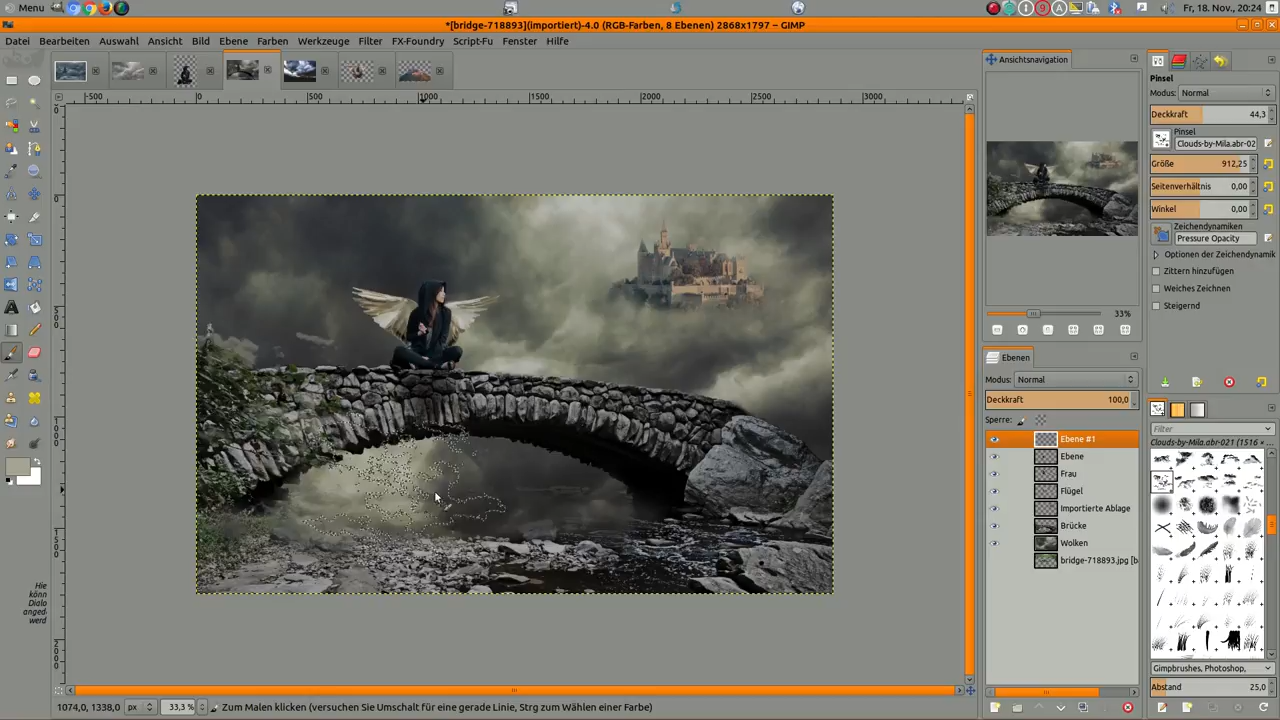 Menu
Fr, 18. Nov., 20:24
*[bridge-718893](importiert)-4.0 (RGB-Farben, 8 Ebenen) 2868x1797 – GIMP
Datei Bearbeiten Auswahl Ansicht Bild Ebene Farben Werkzeuge Filter FX-Foundry Script-Fu Fenster Hilfe
-500 0 500 1000 1500 2000 2500 3000
Ansichtsnavigation
33%
Pinsel
Modus: Normal
Deckkraft 44,3
Pinsel
Clouds-by-Mila.abr-02
Größe 912,25
Seitenverhältnis 0,00
Winkel 0,00
Zeichendynamiken
Pressure Opacity
Optionen der Zeichendynamik
Zittern hinzufügen
Weiches Zeichnen
Steigernd
Ebenen
Modus: Normal
Deckkraft 100,0
Sperre:
Ebene #1
Ebene
Frau
Flügel
Importierte Ablage
Brücke
Wolken
bridge-718893.jpg [b
Filter
Clouds-by-Mila.abr-021 (1516 ×
Gimpbrushes, Photoshop,
Abstand 25,0
Hie
könn
Dialo
anged
werd
1074,0, 1338,0 px 33,3 % Zum Malen klicken (versuchen Sie Umschalt für eine gerade Linie, Strg zum Wählen einer Farbe)